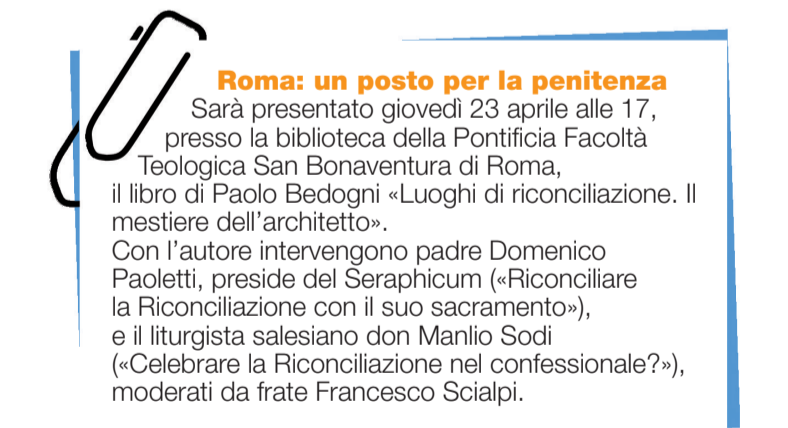 Roma: un posto per la penitenza
Sarà presentato giovedì 23 aprile alle 17,
presso la biblioteca della Pontificia Facoltà
Teologica San Bonaventura di Roma,
il libro di Paolo Bedogni «Luoghi di riconciliazione. Il
mestiere dell’architetto».
Con l’autore intervengono padre Domenico
Paoletti, preside del Seraphicum («Riconciliare
la Riconciliazione con il suo sacramento»),
e il liturgista salesiano don Manlio Sodi
(«Celebrare la Riconciliazione nel confessionale?»),
moderati da frate Francesco Scialpi.